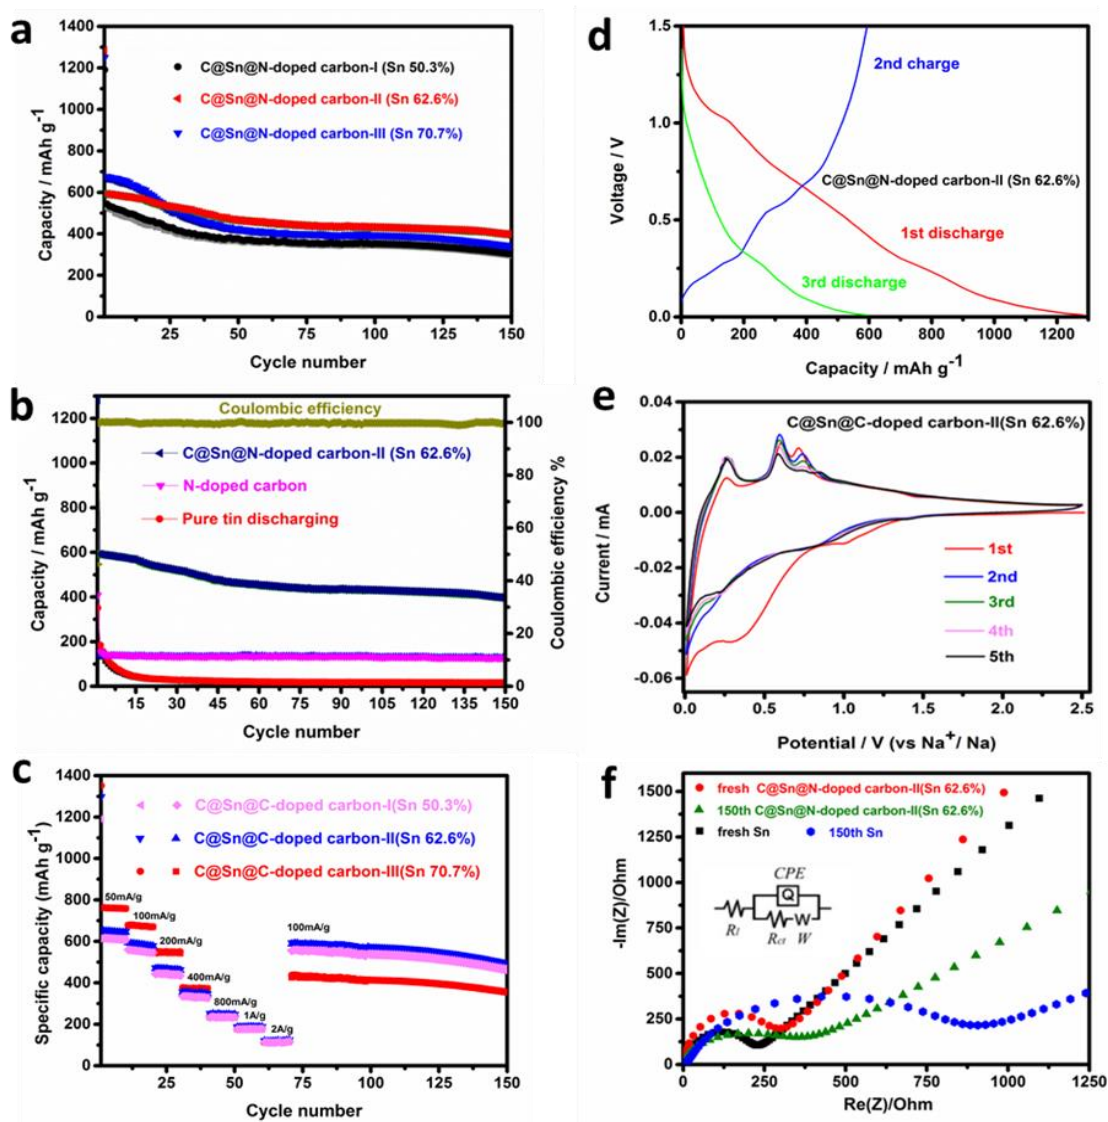 a
1400
1200
1000
800
600
400
200
0
Capacity / mAh g-1
C@Sn@N-doped carbon-I (Sn 50.3%)
C@Sn@N-doped carbon-II (Sn 62.6%)
C@Sn@N-doped carbon-III (Sn 70.7%)
25 50 75 100 125 150
Cycle number
b
1200
1000
800
600
400
200
0
Capacity / mAh g-1
Coulombic efficiency
C@Sn@N-doped carbon-II (Sn 62.6%)
N-doped carbon
Pure tin discharging
100
80
60
40
20
0
Coulombic efficiency %
15 30 45 60 75 90 105 120 135 150
Cycle number
c
1400
1200
1000
800
600
400
200
0
Specific capacity (mAh g-1)
C@Sn@C-doped carbon-I(Sn 50.3%)
C@Sn@C-doped carbon-II(Sn 62.6%)
C@Sn@C-doped carbon-III(Sn 70.7%)
50mA/g
100mA/g
200mA/g
400mA/g
800mA/g
1A/g
2A/g
100mA/g
0 25 50 75 100 125 150
Cycle number
d
1.5
1.0
0.5
0.0
Voltage / V
2nd charge
C@Sn@N-doped carbon-II (Sn 62.6%)
1st discharge
3rd discharge
0 200 400 600 800 1000 1200
Capacity / mAh g-1
e
0.04
0.02
0.00
-0.02
-0.04
-0.06
Current / mA
C@Sn@C-doped carbon-II(Sn 62.6%)
1st
2nd
3rd
4th
5th
0.0 0.5 1.0 1.5 2.0 2.5
Potential / V (vs Na+/ Na)
f
1500
1250
1000
750
500
250
0
-Im(Z)/Ohm
fresh C@Sn@N-doped carbon-II(Sn 62.6%)
150th C@Sn@N-doped carbon-II(Sn 62.6%)
fresh Sn 150th Sn
CPE
Q
W
Rl
Rct W
0 250 500 750 1000 1250
Re(Z)/Ohm